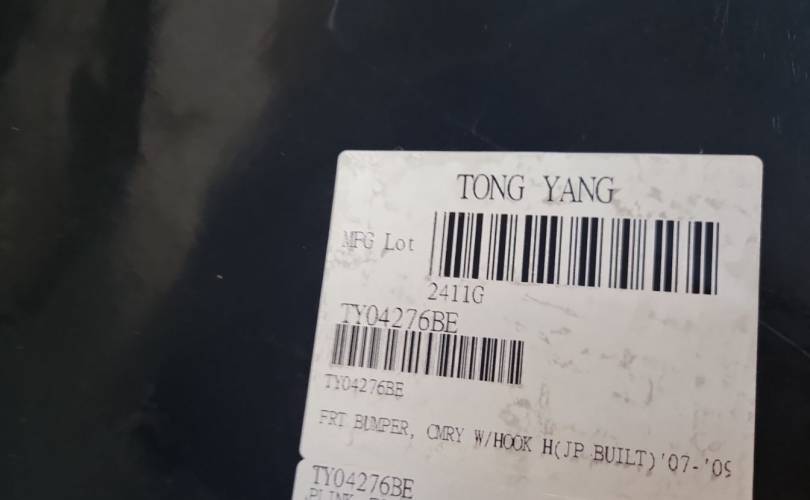 TONG YANG
MFG Lot
2411G
TY04276BE
TY04276BE
FRT BUMPER, CMRY W/HOOK H(JP BUILT)'07-'09
TY04276BE